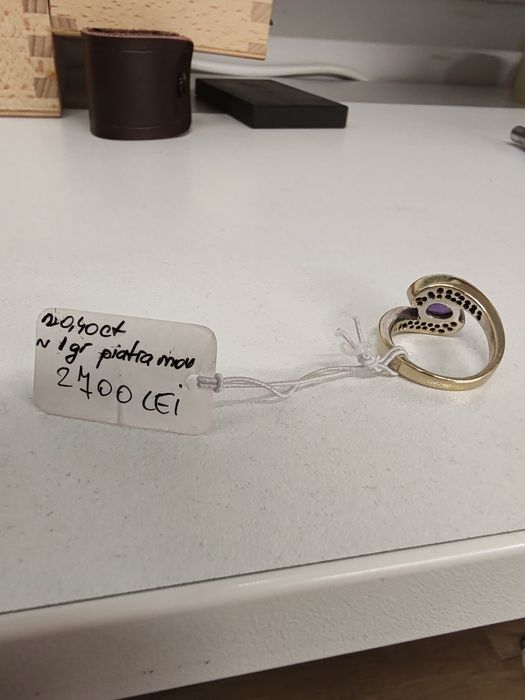 ~0,40ct
~ 1gr piatra mov
2700 LEI